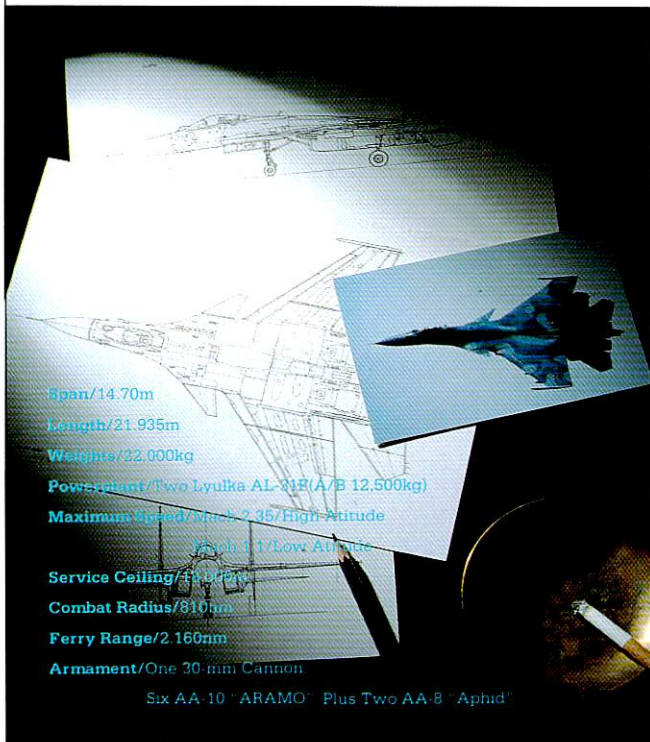 Span/14.70m
Length/21.935m
Weights/22.000kg
Powerplant/Two Lyulka AL-31F(A/B 12,500kg)
Maximum Speed/Mach 2.35/High Atitude
Mach 1.1/Low Atitude
Service Ceiling/
Combat Radius/810nm
Ferry Range/2.160nm
Armament/One 30-mm Cannon
Six AA-10 "ARAMO" Plus Two AA-8 "Aphid"